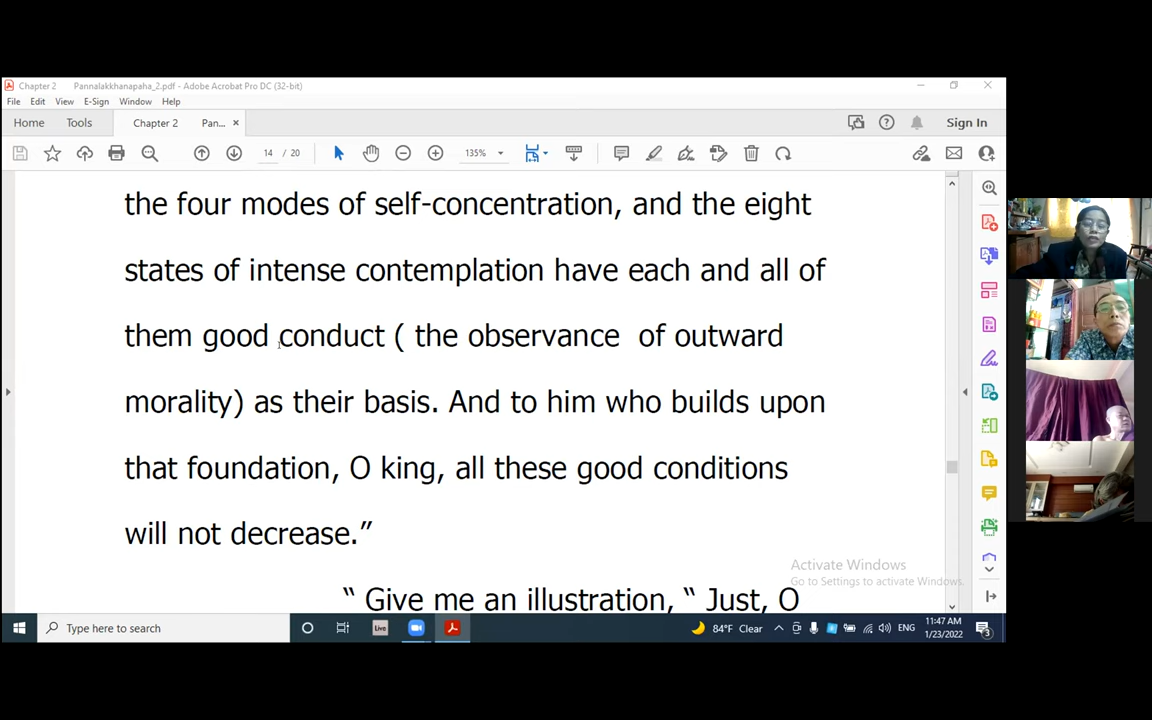 Chapter 2 Pannalakkhanapaha_2.pdf - Adobe Acrobat Pro DC (32-bit)
File Edit View E-Sign Window Help
Home Tools Chapter 2 Pan... × Sign In
14 / 20 135%
the four modes of self-concentration, and the eight
states of intense contemplation have each and all of
them good conduct ( the observance of outward
morality) as their basis. And to him who builds upon
that foundation, O king, all these good conditions
will not decrease.”
“ Give me an illustration, “ Just, O
Activate Windows
Go to Settings to activate Windows.
Type here to search Live 84°F Clear ENG 11:47 AM
1/23/2022 3